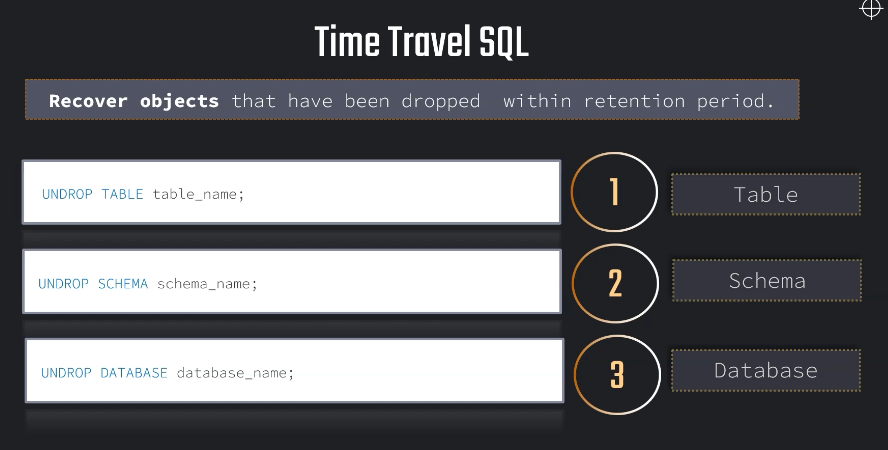 Time Travel SQL
Recover objects that have been dropped within retention period.
UNDROP TABLE table_name;
1
Table
UNDROP SCHEMA schema_name;
2
Schema
UNDROP DATABASE database_name;
3
Database